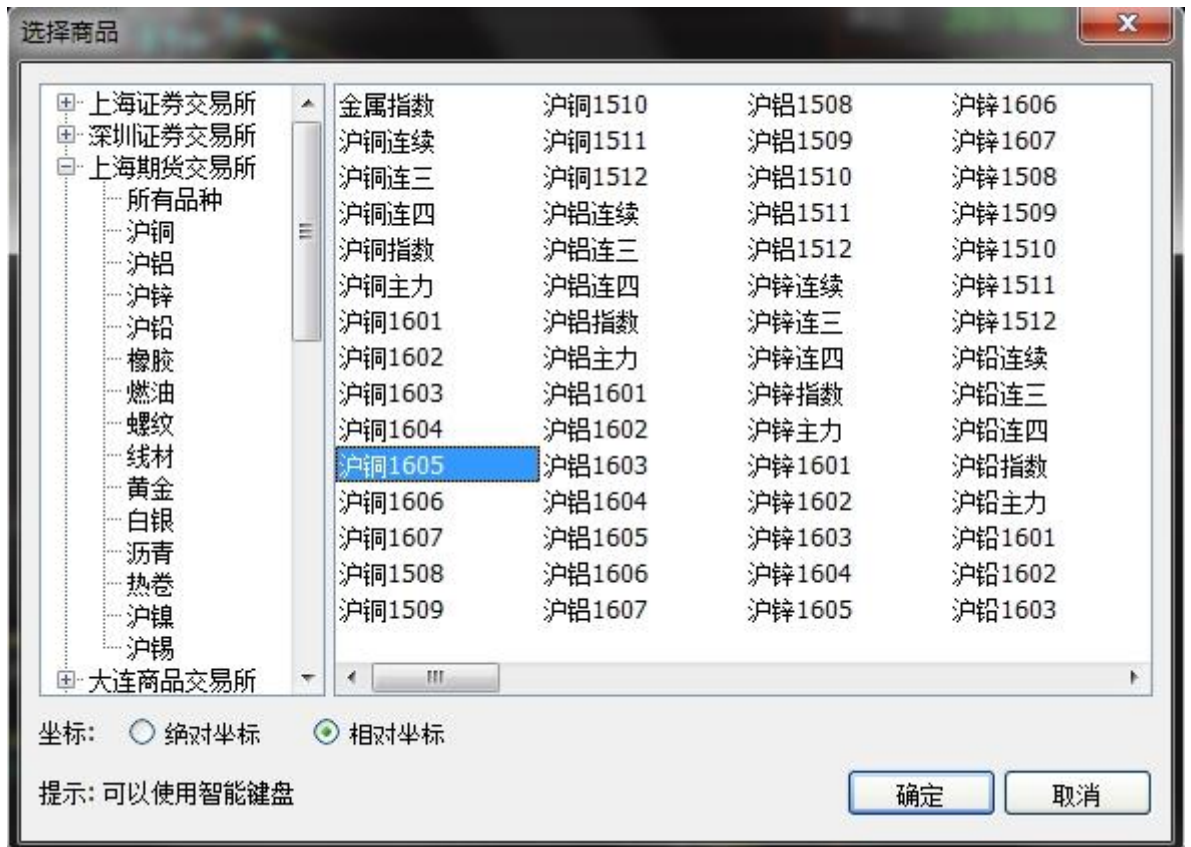 选择商品
上海证券交易所
深圳证券交易所
上海期货交易所
所有品种
沪铜
沪铝
沪锌
沪铅
橡胶
燃油
螺纹
线材
黄金
白银
沥青
热卷
沪镍
沪锡
大连商品交易所
金属指数 沪铜1510 沪铝1508 沪锌1606
沪铜连续 沪铜1511 沪铝1509 沪锌1607
沪铜连三 沪铜1512 沪铝1510 沪锌1508
沪铜连四 沪铝连续 沪铝1511 沪锌1509
沪铜指数 沪铝连三 沪铝1512 沪锌1510
沪铜主力 沪铝连四 沪锌连续 沪锌1511
沪铜1601 沪铝指数 沪锌连三 沪锌1512
沪铜1602 沪铝主力 沪锌连四 沪铅连续
沪铜1603 沪铝1601 沪锌指数 沪铅连三
沪铜1604 沪铝1602 沪锌主力 沪铅连四
沪铜1605 沪铝1603 沪锌1601 沪铅指数
沪铜1606 沪铝1604 沪锌1602 沪铅主力
沪铜1607 沪铝1605 沪锌1603 沪铅1601
沪铜1508 沪铝1606 沪锌1604 沪铅1602
沪铜1509 沪铝1607 沪锌1605 沪铅1603
坐标: 绝对坐标 相对坐标
提示: 可以使用智能键盘 确定 取消